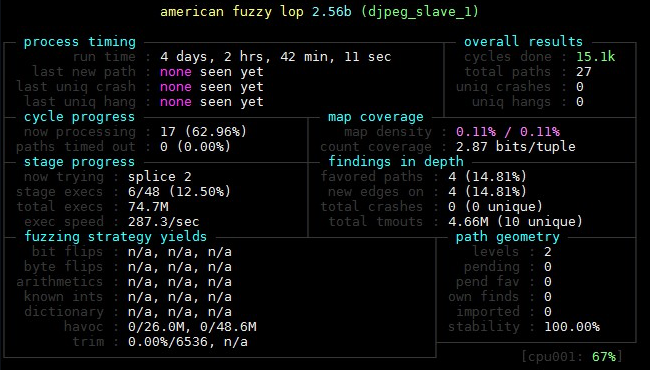 american fuzzy lop 2.56b (djpeg_slave_1)
process timing
overall results
run time : 4 days, 2 hrs, 42 min, 11 sec
cycles done : 15.1k
last new path : none seen yet
total paths : 27
last uniq crash : none seen yet
uniq crashes : 0
last uniq hang : none seen yet
uniq hangs : 0
cycle progress
map coverage
now processing : 17 (62.96%)
map density : 0.11% / 0.11%
paths timed out : 0 (0.00%)
count coverage : 2.87 bits/tuple
stage progress
findings in depth
now trying : splice 2
favored paths : 4 (14.81%)
stage execs : 6/48 (12.50%)
new edges on : 4 (14.81%)
total execs : 74.7M
total crashes : 0 (0 unique)
exec speed : 287.3/sec
total tmouts : 4.66M (10 unique)
fuzzing strategy yields
path geometry
bit flips : n/a, n/a, n/a
levels : 2
byte flips : n/a, n/a, n/a
pending : 0
arithmetics : n/a, n/a, n/a
pend fav : 0
known ints : n/a, n/a, n/a
own finds : 0
dictionary : n/a, n/a, n/a
imported : 0
havoc : 0/26.0M, 0/48.6M
stability : 100.00%
trim : 0.00%/6536, n/a
[cpu001: 67%]